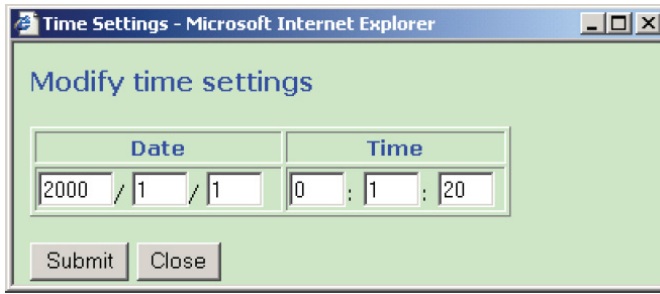 Time Settings - Microsoft Internet Explorer
Modify time settings
Date Time
2000 / 1 / 1 0 : 1 : 20
Submit Close